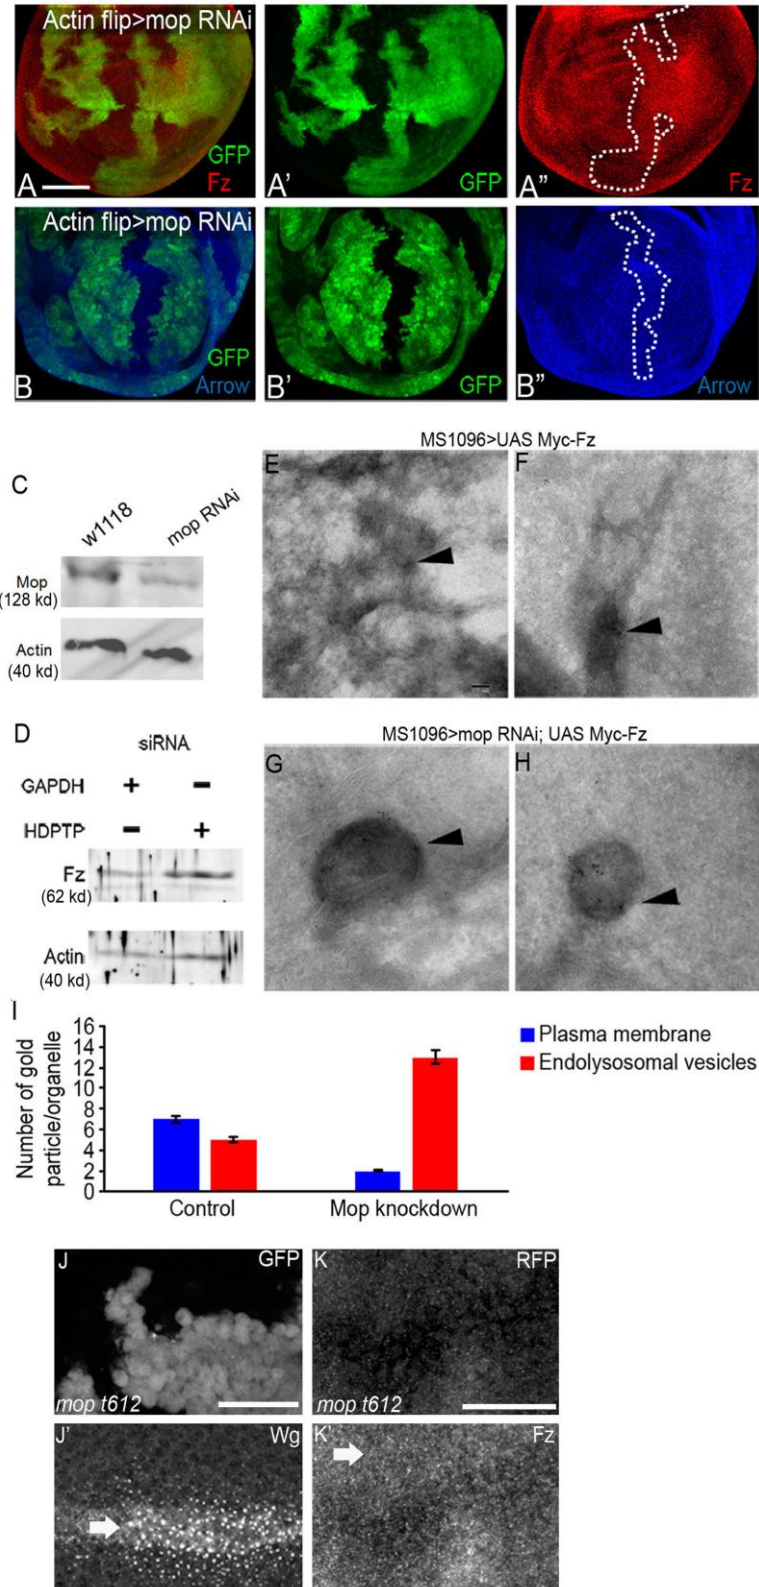 Actin flip>mop RNAi
GFP
A
Fz
A'
GFP
A"
Fz
Actin flip>mop RNAi
GFP
B
Arrow
B'
GFP
B"
Arrow
MS1096>UAS Myc-Fz
C
w1118
mop RNAi
Mop
(128 kd)
Actin
(40 kd)
E
F
D
siRNA
GAPDH + −
HDPTP − +
Fz
(62 kd)
Actin
(40 kd)
MS1096>mop RNAi; UAS Myc-Fz
G
H
I
Number of gold
particle/organelle
16
14
12
10
8
6
4
2
0
Control
Mop knockdown
Plasma membrane
Endolysosomal vesicles
J
GFP
mop t612
K
RFP
mop t612
J'
Wg
K'
Fz